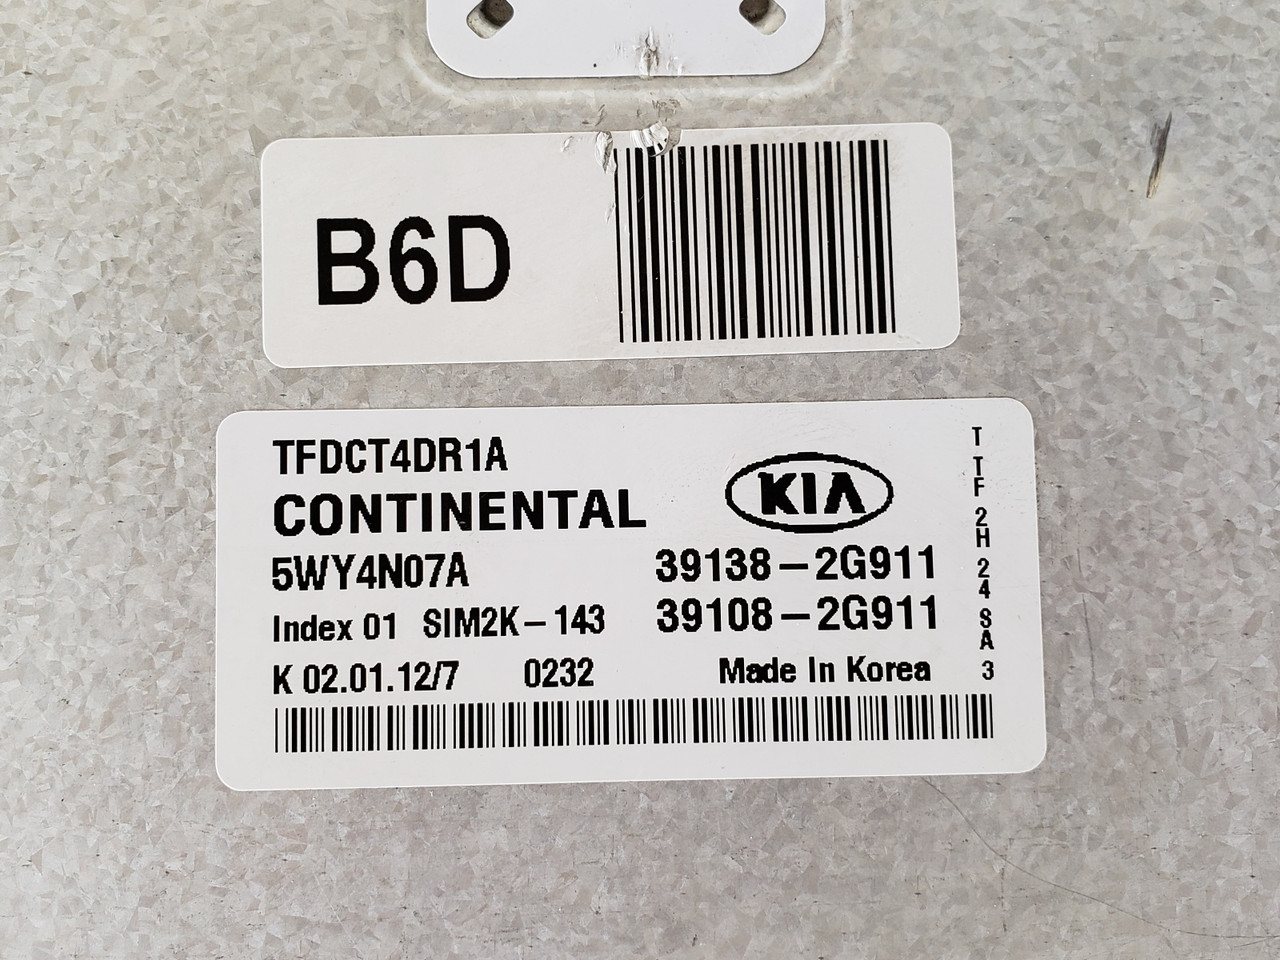 B6D
TFDCT4DR1A
CONTINENTAL
KIA
5WY4N07A 39138-2G911
Index 01 SIM2K-143 39108-2G911
K 02.01.12/7 0232 Made In Korea
T TF 2H 24 SA 3